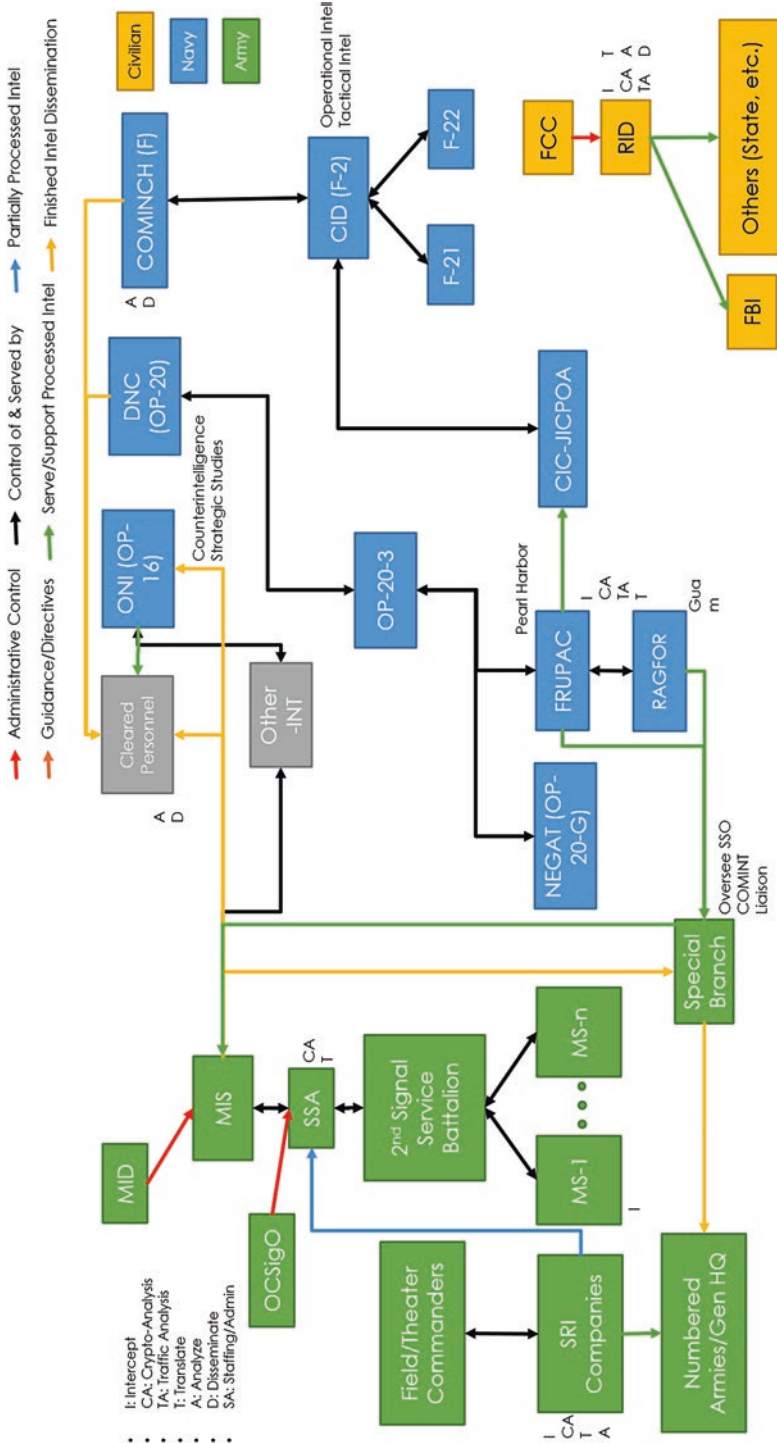 Administrative Control
Control of & Served by
Partially Processed Intel
Guidance/Directives
Serve/Support Processed Intel
Finished Intel Dissemination
Civilian
Navy
Army
• I: Intercept
• CA: Crypto-Analysis
• TA: Traffic Analysis
• T: Translate
• A: Analyze
• D: Disseminate
• SA: Staffing/Admin
MID
MIS
OCSigO
SSA
CA
T
2nd Signal
Service
Battalion
MS-1
MS-n
I
Field/Theater
Commanders
SRI
Companies
I
CA
T
A
Numbered
Armies/Gen HQ
Special
Branch
Oversee SSO
COMINT
Liaison
Cleared
Personnel
A
D
Other
-INT
ONI (OP-
16)
Counterintelligence
Strategic Studies
DNC
(OP-20)
COMINCH (F)
A
D
OP-20-3
NEGAT (OP-
20-G)
Pearl Harbor
FRUPAC
I
CA
TA
T
RAGFOR
Gua
m
CIC-JICPOA
CID (F-2)
Operational Intel
Tactical Intel
F-21
F-22
FCC
RID
I T
CA A
TA D
FBI
Others (State, etc.)